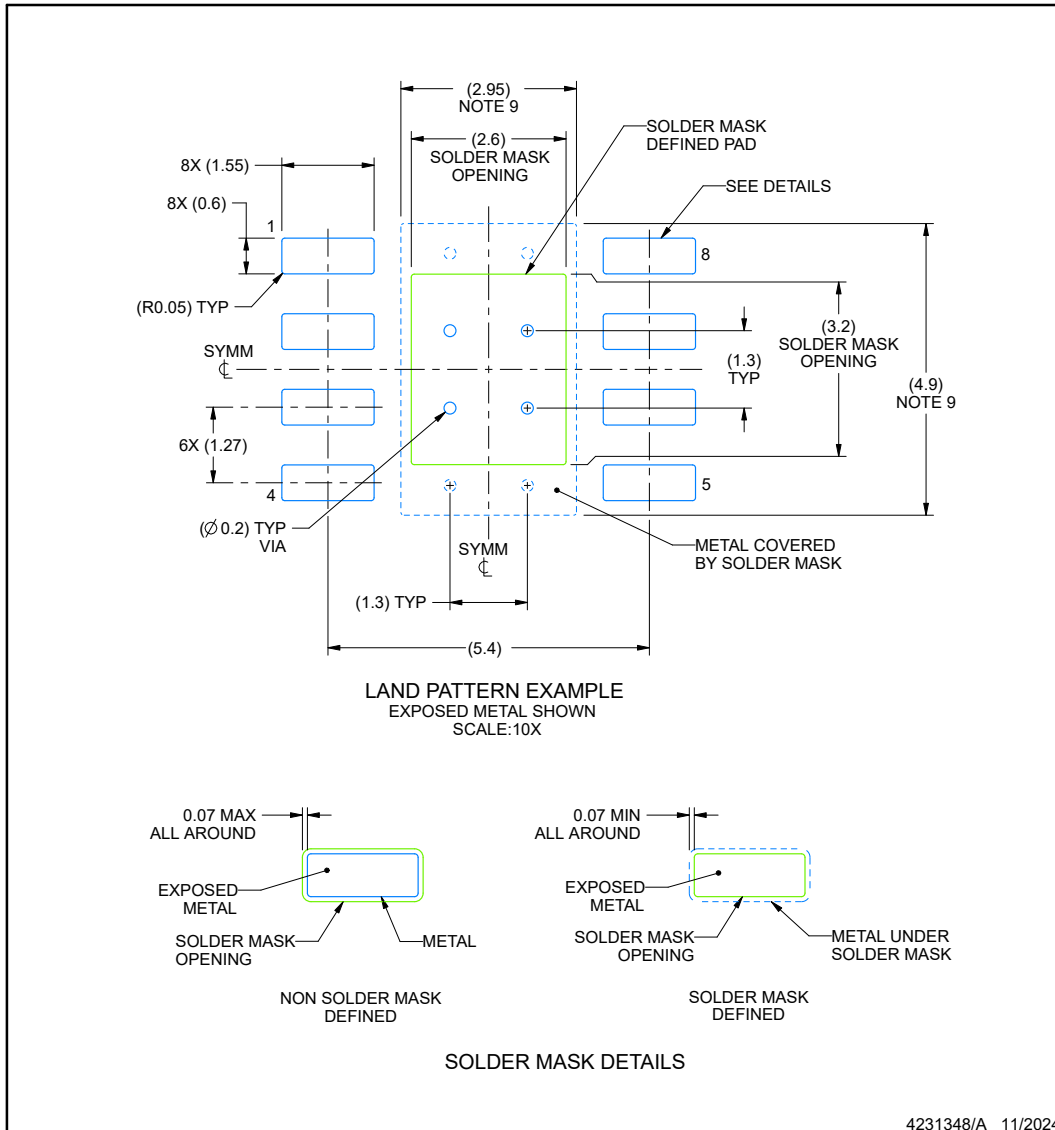 (2.95)
NOTE 9
(2.6)
SOLDER MASK
OPENING
SOLDER MASK
DEFINED PAD
8X (1.55)
SEE DETAILS
8X (0.6)
1
8
(R0.05) TYP
SYMM
℄
(3.2)
SOLDER MASK
OPENING
(1.3)
TYP
(4.9)
NOTE 9
6X (1.27)
4
5
(∅ 0.2) TYP
VIA
SYMM
℄
METAL COVERED
BY SOLDER MASK
(1.3) TYP
(5.4)
LAND PATTERN EXAMPLE
EXPOSED METAL SHOWN
SCALE:10X
0.07 MAX
ALL AROUND
EXPOSED
METAL
SOLDER MASK
OPENING
METAL
NON SOLDER MASK
DEFINED
0.07 MIN
ALL AROUND
EXPOSED
METAL
SOLDER MASK
OPENING
METAL UNDER
SOLDER MASK
SOLDER MASK
DEFINED
SOLDER MASK DETAILS
4231348/A 11/2024